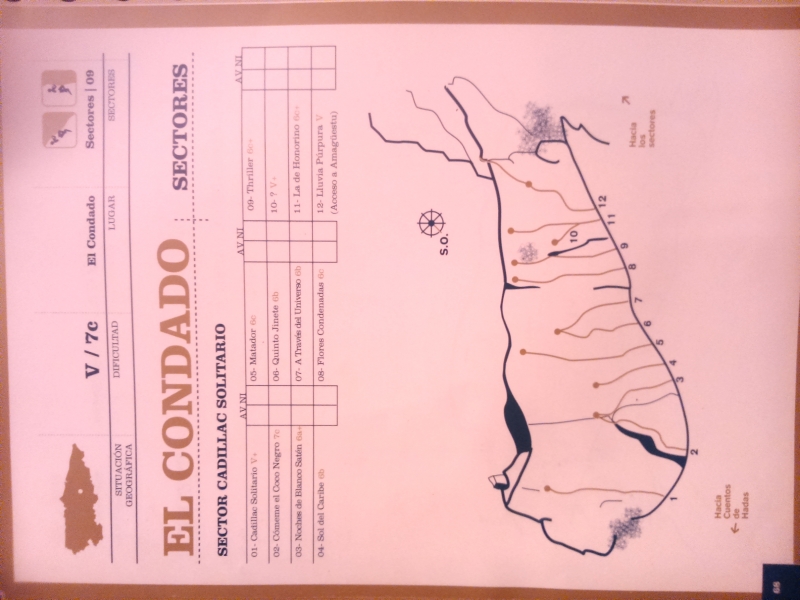 SITUACIÓN
GEOGRÁFICA
V / 7c
DIFICULTAD
El Condado
LUGAR
Sectores | 09
SECTORES
EL CONDADO
SECTORES
SECTOR CADILLAC SOLITARIO
AV NI
AV NI
AV NI
01- Cadillac Solitario V+
02- Cómeme el Coco Negro 7c
03- Noches de Blanco Satén 6a+
04- Sol del Caribe 6b
05- Matador 6c
06- Quinto Jinete 6b
07- A Través del Universo 6b
08- Flores Condenadas 6c
09- Thriller 6c+
10- ? V+
11- La de Honorino 6c+
12- Lluvia Púrpura V
(Acceso a Amagüestu)
S.O.
1
2
3
4
5
6
7
8
9
10
11
12
Hacia
Cuentos
de
Hadas
Hacia
los
sectores
68